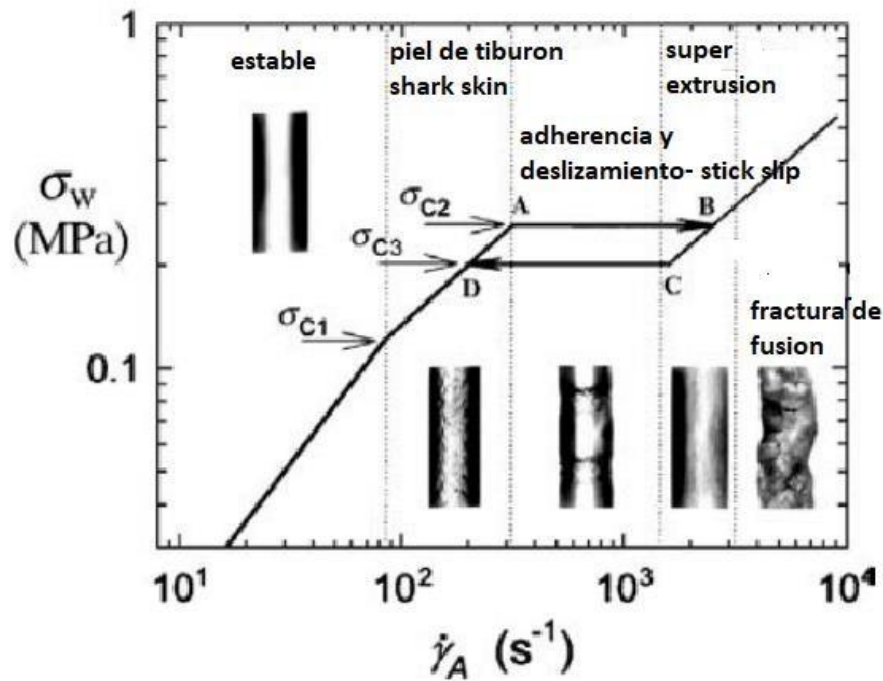 1
estable
piel de tiburon
shark skin
super
extrusion
adherencia y
deslizamiento- stick slip
σw
(MPa)
σC2
A
B
σC3
D
C
σC1
fractura de
fusion
0.1
10¹
10²
10³
10⁴
γ̇A (s⁻¹)